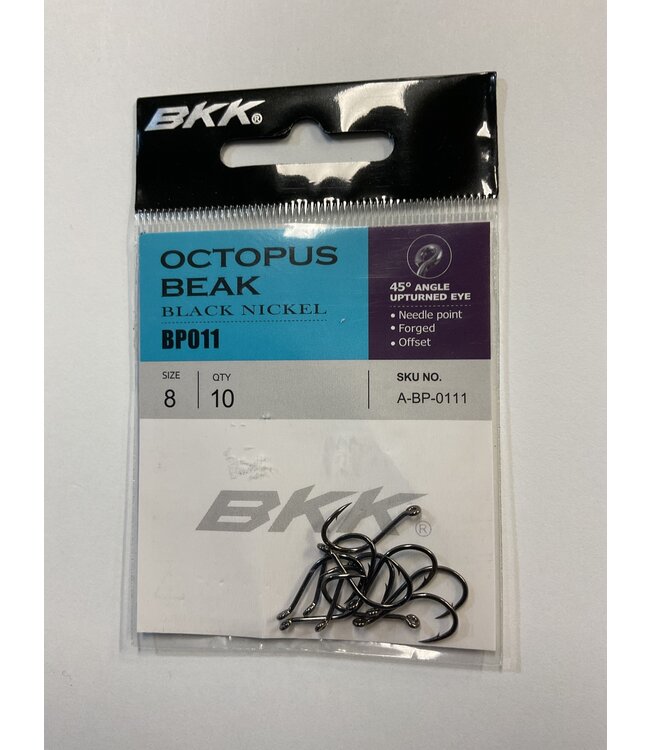 BKK®
OCTOPUS
BEAK
BLACK NICKEL
BP011
45º ANGLE
UPTURNED EYE
• Needle point
• Forged
• Offset
SIZE
8
QTY
10
SKU NO.
A-BP-0111
BKK®